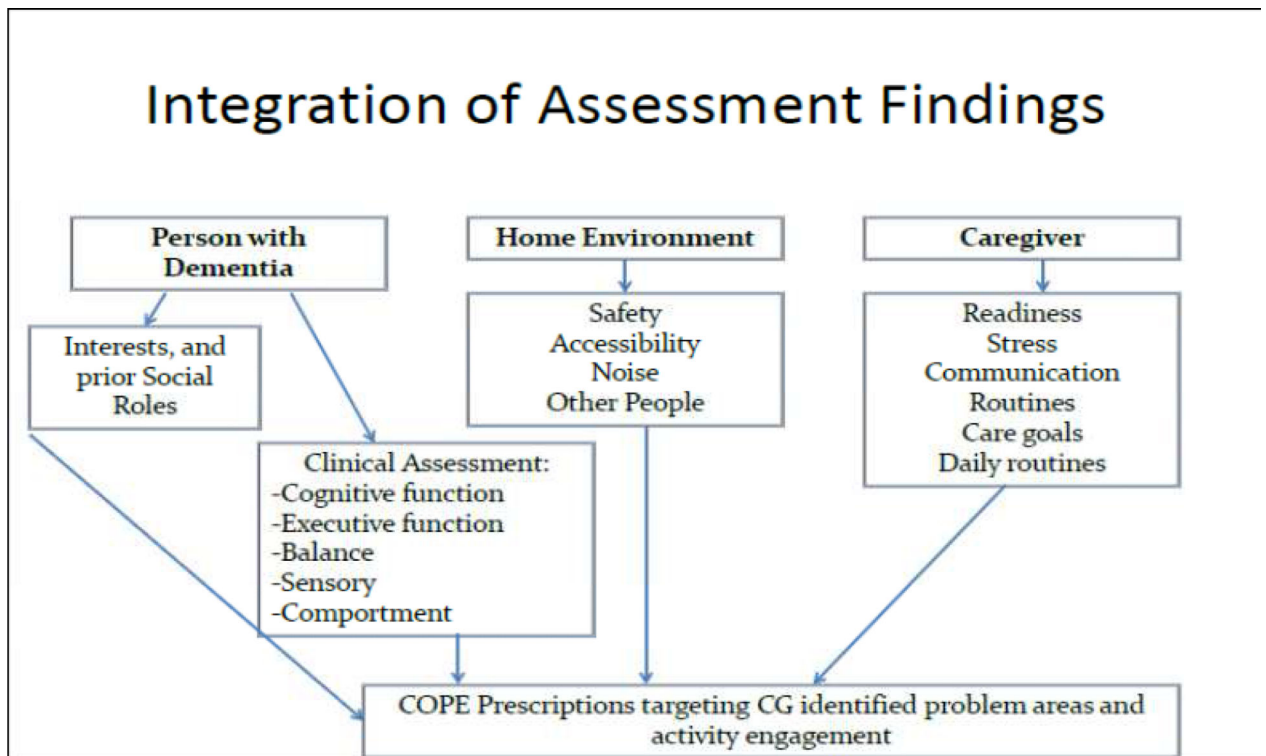 Integration of Assessment Findings
Person with
Dementia
Home Environment
Caregiver
Interests, and
prior Social
Roles
Safety
Accessibility
Noise
Other People
Readiness
Stress
Communication
Routines
Care goals
Daily routines
Clinical Assessment:
-Cognitive function
-Executive function
-Balance
-Sensory
-Comportment
COPE Prescriptions targeting CG identified problem areas and
activity engagement